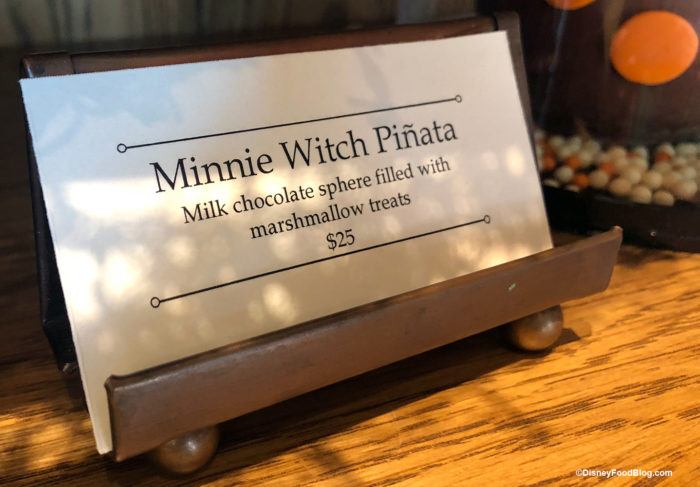 Minnie Witch Piñata
Milk chocolate sphere filled with
marshmallow treats
$25
©DisneyFoodBlog.com